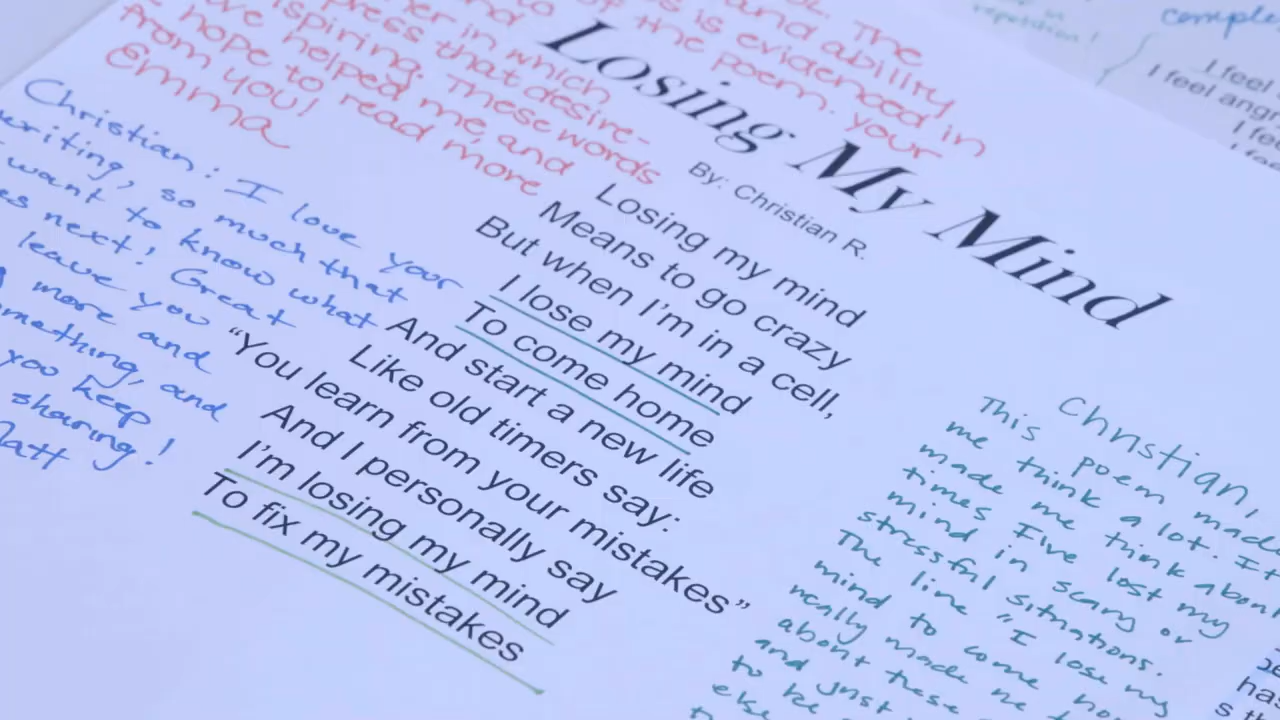 Losing My Mind
By: Christian R.
Losing my mind
Means to go crazy
But when I'm in a cell,
I lose my mind
To come home
And start a new life
Like old timers say:
“You learn from your mistakes”
And I personally say
I'm losing my mind
To fix my mistakes
The
and ability
is evidenced in
of the poem. your
in which
press that desire-
inspiring. These words
helped me, and
hope to read more
from you!
Emma
Christian: I love your
writing, so much that
want to know what
next! Great
leave you
more and
something, and
you keep
sharing!
Matt
Christian,
This poem made
me think a lot. It
made me think about
times I've lost my
mind in scary or
stressful situations.
The line "I lose my
mind to come
really made me
about these
and just
to be
repetition!
I feel
I feel
I feel